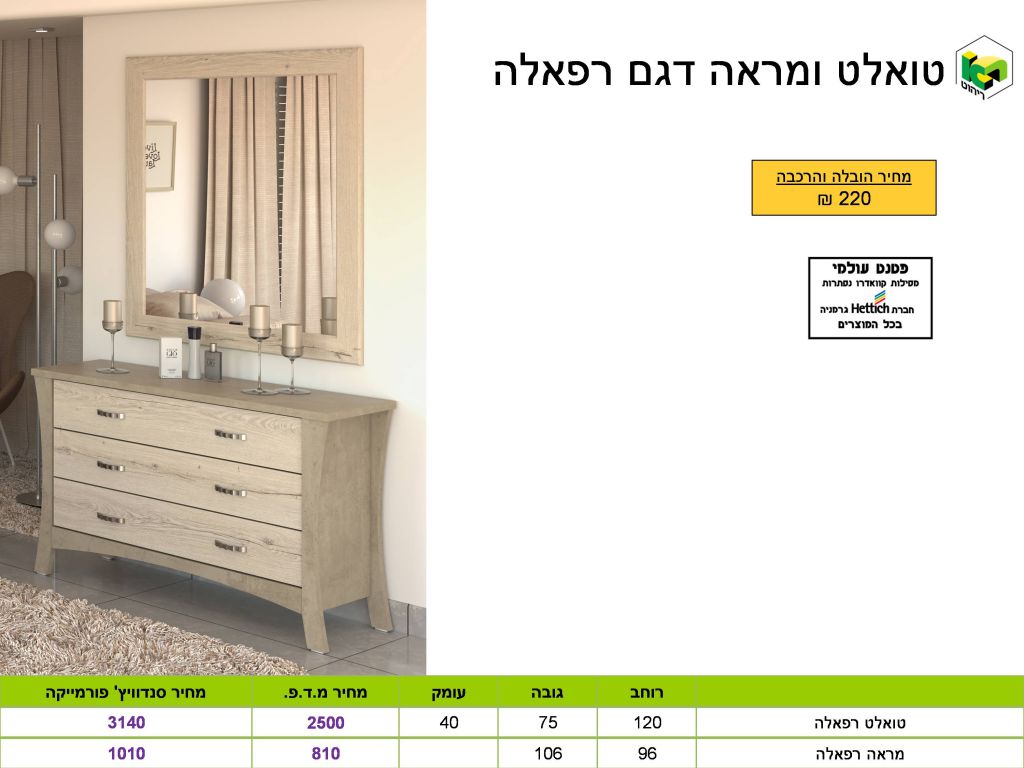 טואלט ומראה דגם רפאלה
ריהוט
מחיר הובלה והרכבה
220 ₪
פטנט עולמי
מסילות קוואדרו נסתרות
חברת Hettich גרמניה
בכל המוצרים
רוחב גובה עומק מחיר מ.ד.פ. מחיר סנדוויץ' פורמייקה
טואלט רפאלה 120 75 40 2500 3140
מראה רפאלה 96 106 810 1010